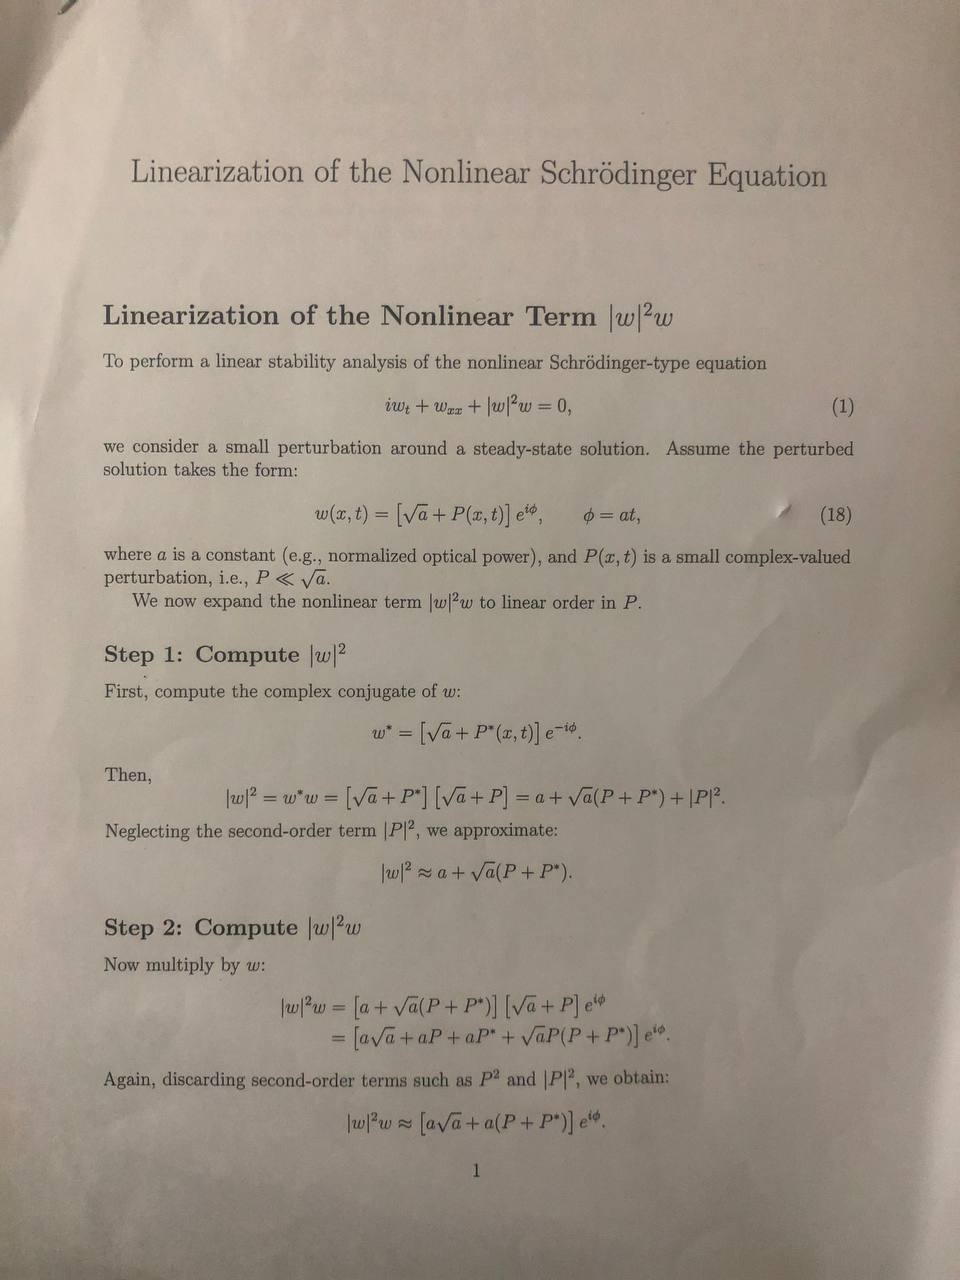 Linearization of the Nonlinear Schrödinger Equation
Linearization of the Nonlinear Term |w|²w
To perform a linear stability analysis of the nonlinear Schrödinger-type equation
iwₜ + wₓₓ + |w|²w = 0, (1)
we consider a small perturbation around a steady-state solution. Assume the perturbed
solution takes the form:
w(x, t) = [√a + P(x, t)] e^{iϕ}, ϕ = at, (18)
where a is a constant (e.g., normalized optical power), and P(x, t) is a small complex-valued
perturbation, i.e., P ≪ √a.
We now expand the nonlinear term |w|²w to linear order in P.
Step 1: Compute |w|²
First, compute the complex conjugate of w:
w* = [√a + P*(x, t)] e^{−iϕ}.
Then,
|w|² = w*w = [√a + P*] [√a + P] = a + √a(P + P*) + |P|².
Neglecting the second-order term |P|², we approximate:
|w|² ≈ a + √a(P + P*).
Step 2: Compute |w|²w
Now multiply by w:
|w|²w = [a + √a(P + P*)] [√a + P] e^{iϕ}
= [a√a + aP + aP* + √aP(P + P*)] e^{iϕ}.
Again, discarding second-order terms such as P² and |P|², we obtain:
|w|²w ≈ [a√a + a(P + P*)] e^{iϕ}.
1